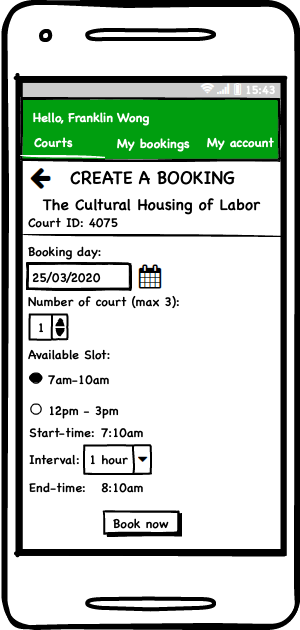 15:43
Hello, Franklin Wong
Courts My bookings My account
CREATE A BOOKING
The Cultural Housing of Labor
Court ID: 4075
Booking day:
25/03/2020
Number of court (max 3):
1
Available Slot:
7am-10am
12pm - 3pm
Start-time: 7:10am
Interval: 1 hour
End-time: 8:10am
Book now